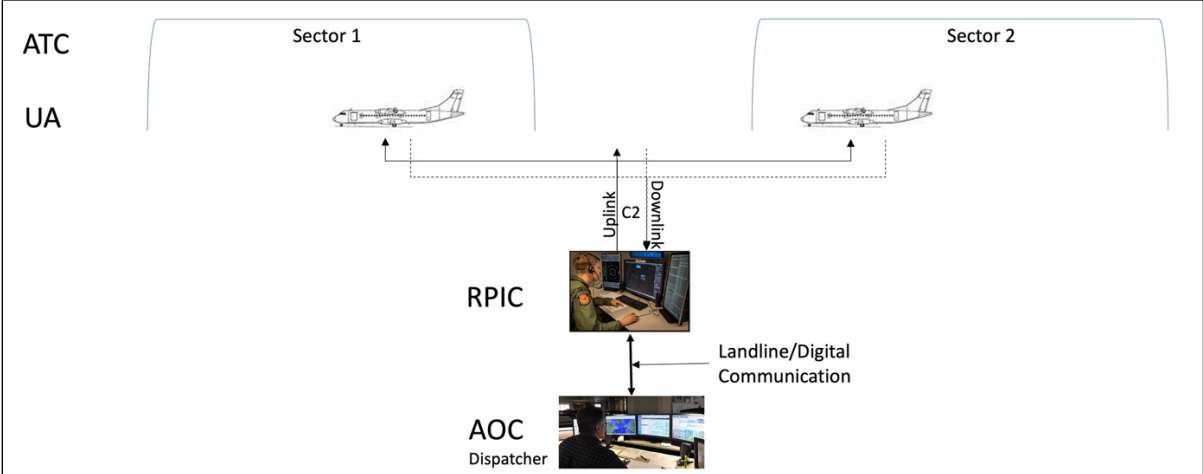 ATC
Sector 1
Sector 2
UA
Uplink
C2
Downlink
RPIC
Landline/Digital
Communication
AOC
Dispatcher